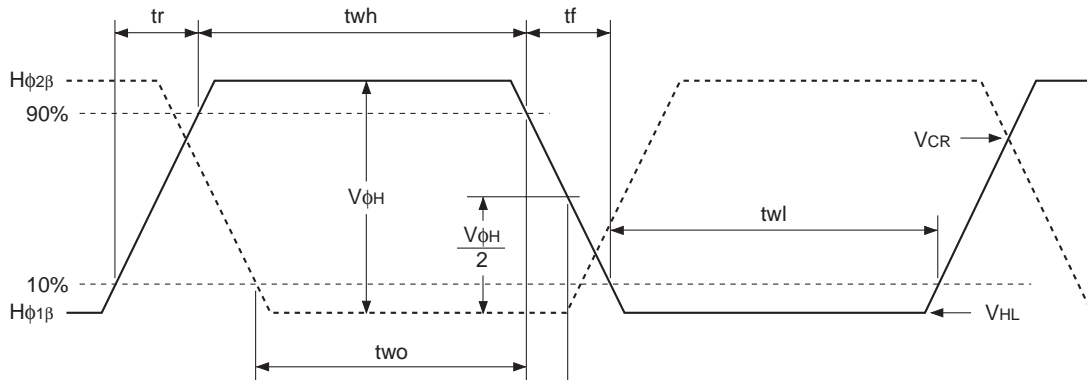 tr
twh
tf
Hϕ2β
90%
VCR
VϕH
VϕH
2
twl
10%
Hϕ1β
VHL
two